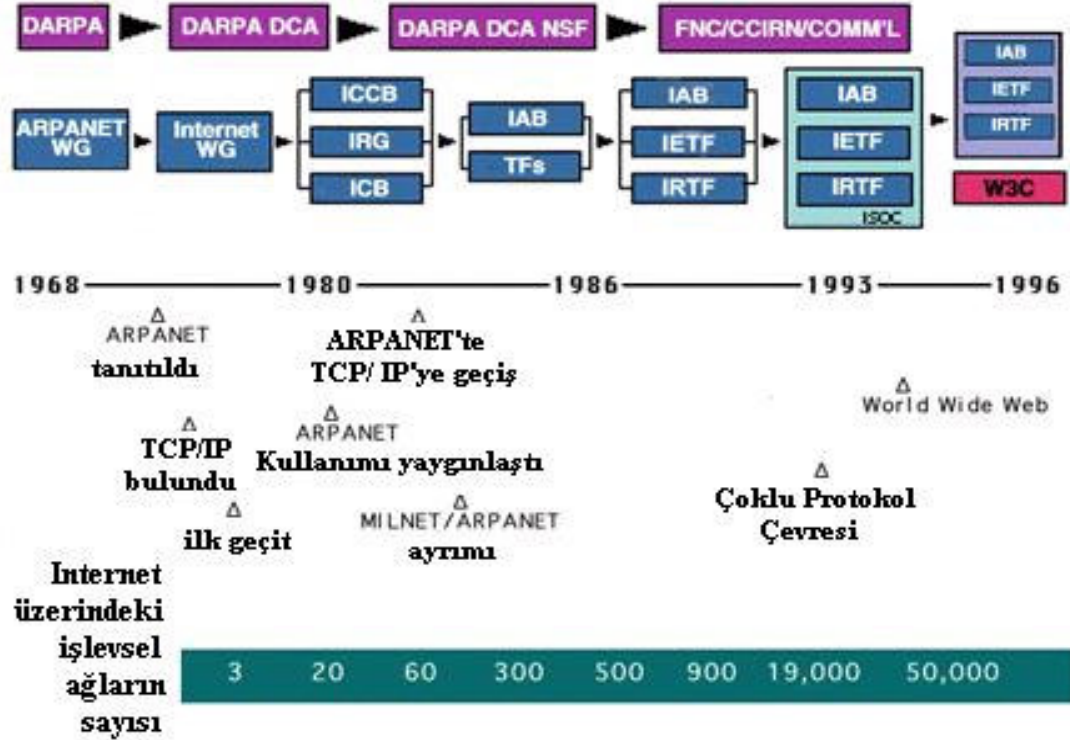 DARPA
DARPA DCA
DARPA DCA NSF
FNC/CCIRN/COMM'L
ARPANET
WG
Internet
WG
ICCB
IRG
ICB
IAB
TFs
IAB
IETF
IRTF
IAB
IETF
IRTF
ISOC
IAB
IETF
IRTF
W3C
1968 1980 1986 1993 1996
ARPANET
tanıtıldı
ARPANET'te
TCP/ IP'ye geçiş
World Wide Web
TCP/IP
bulundu
ARPANET
Kullanımı yaygınlaştı
Çoklu Protokol
Çevresi
ilk geçit
MILNET/ARPANET
ayrımı
Internet
üzerindeki
işlevsel
ağların
sayısı
3 20 60 300 500 900 19,000 50,000